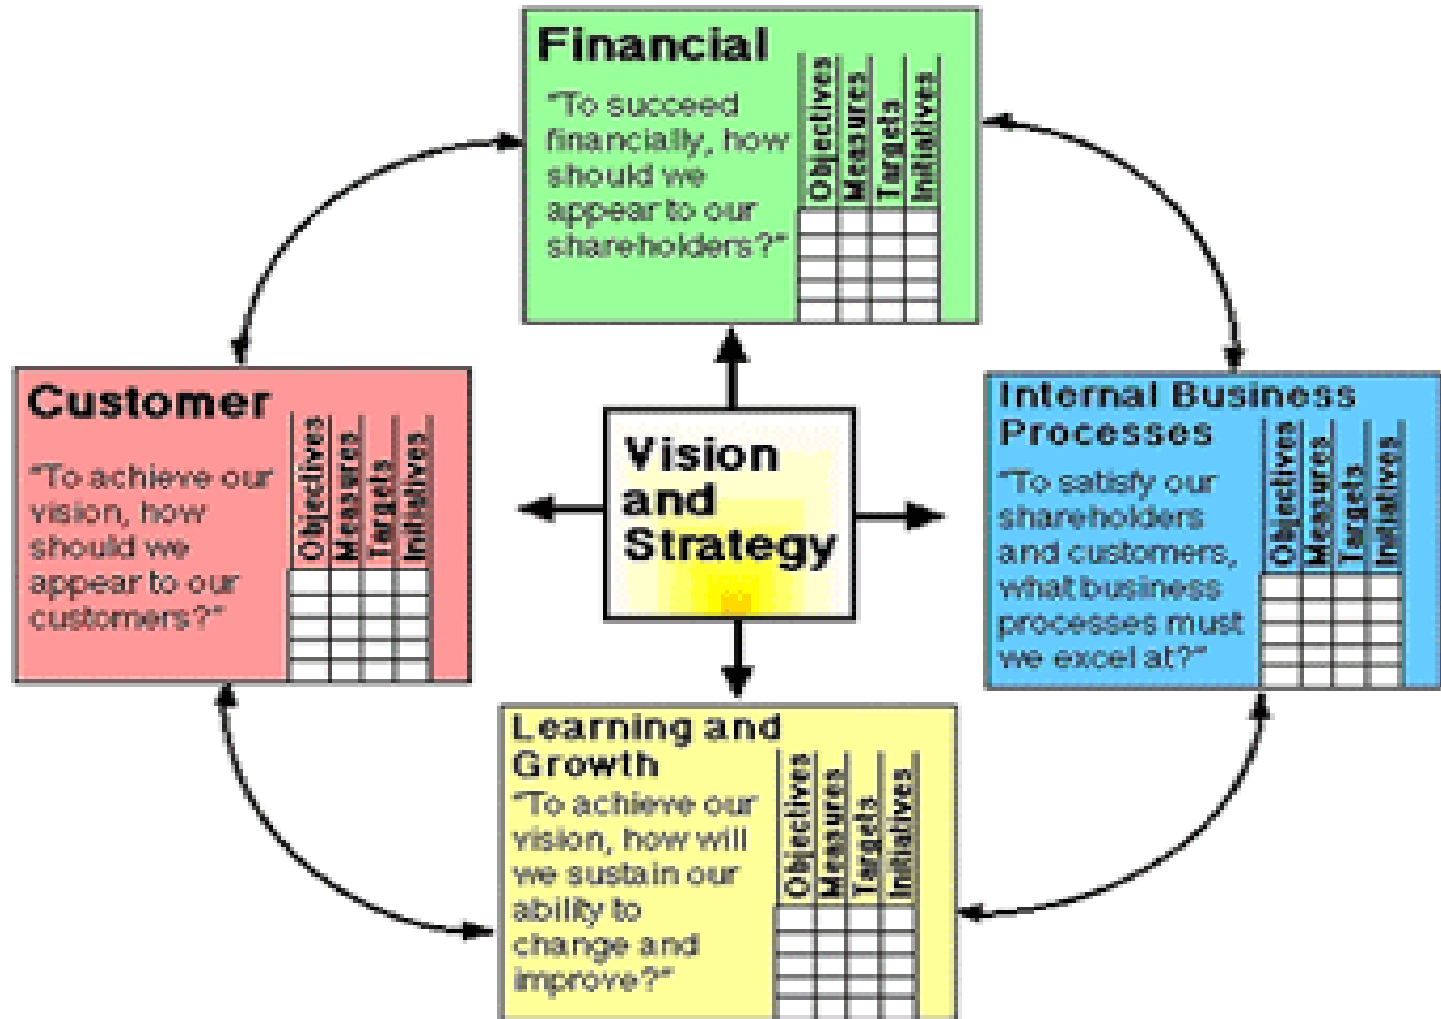 Financial
"To succeed
financially, how
should we
appear to our
shareholders?"
Objectives
Measures
Targets
Initiatives
Customer
"To achieve our
vision, how
should we
appear to our
customers?"
Objectives
Measures
Targets
Initiatives
Vision
and
Strategy
Internal Business
Processes
"To satisfy our
shareholders
and customers,
what business
processes must
we excel at?"
Objectives
Measures
Targets
Initiatives
Learning and
Growth
"To achieve our
vision, how will
we sustain our
ability to
change and
improve?"
Objectives
Measures
Targets
Initiatives